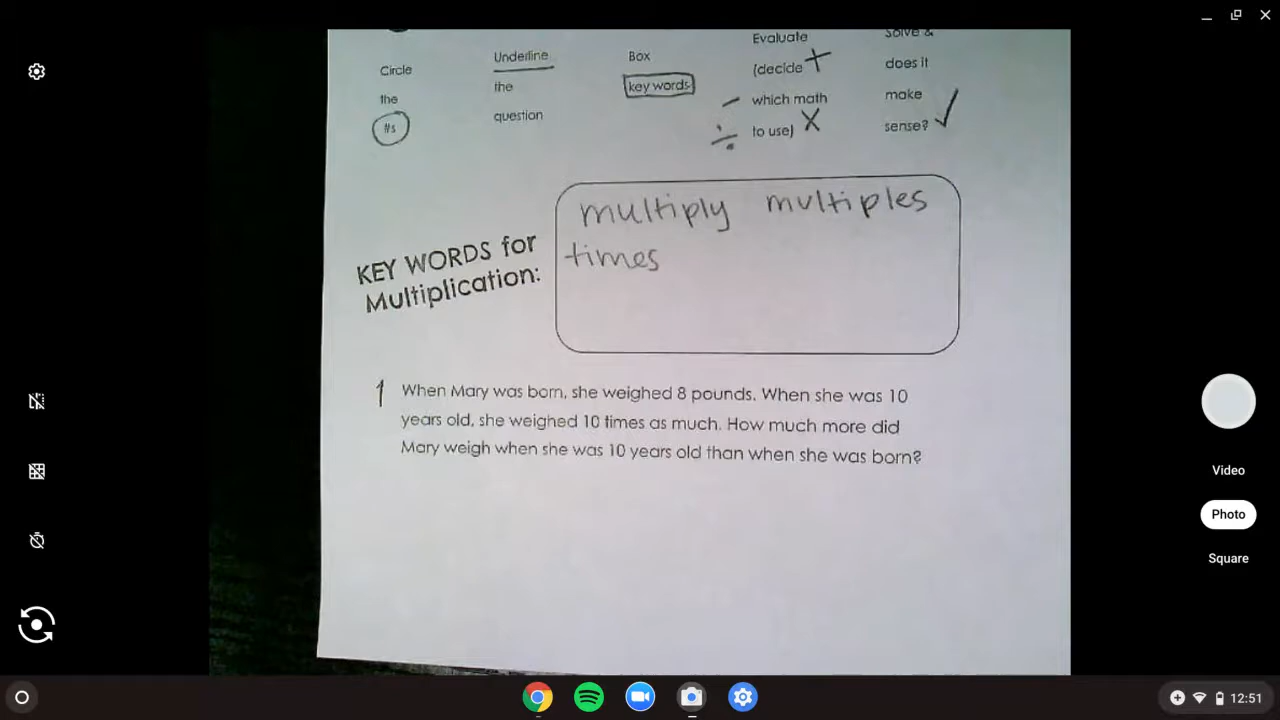 Circle
the
#s
Underline
the
question
Box
key words
Evaluate
(decide +
− which math
÷ to use) X
Solve &
does it
make
sense? ✓
multiply multiples
times
KEY WORDS for
Multiplication:
1 When Mary was born, she weighed 8 pounds. When she was 10
years old, she weighed 10 times as much. How much more did
Mary weigh when she was 10 years old than when she was born?
Video
Photo
Square
12:51